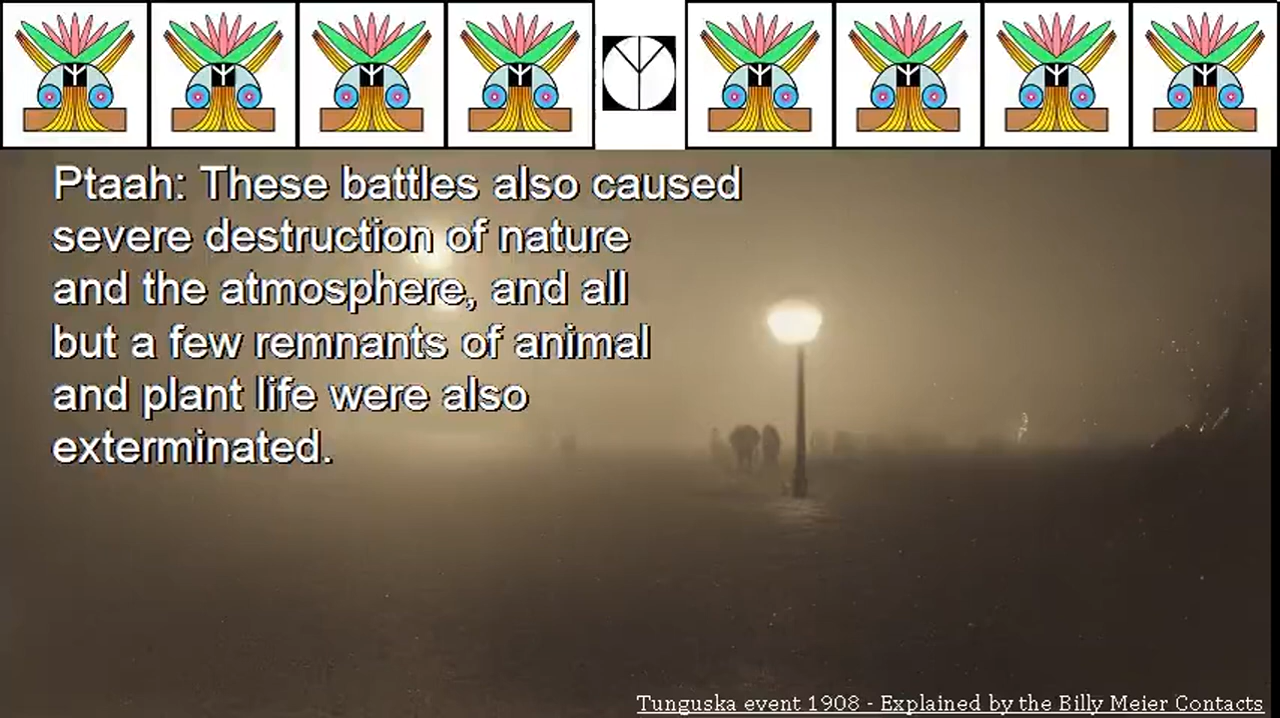 Ptaah: These battles also caused
severe destruction of nature
and the atmosphere, and all
but a few remnants of animal
and plant life were also
exterminated.
Tunguska event 1908 - Explained by the Billy Meier Contacts